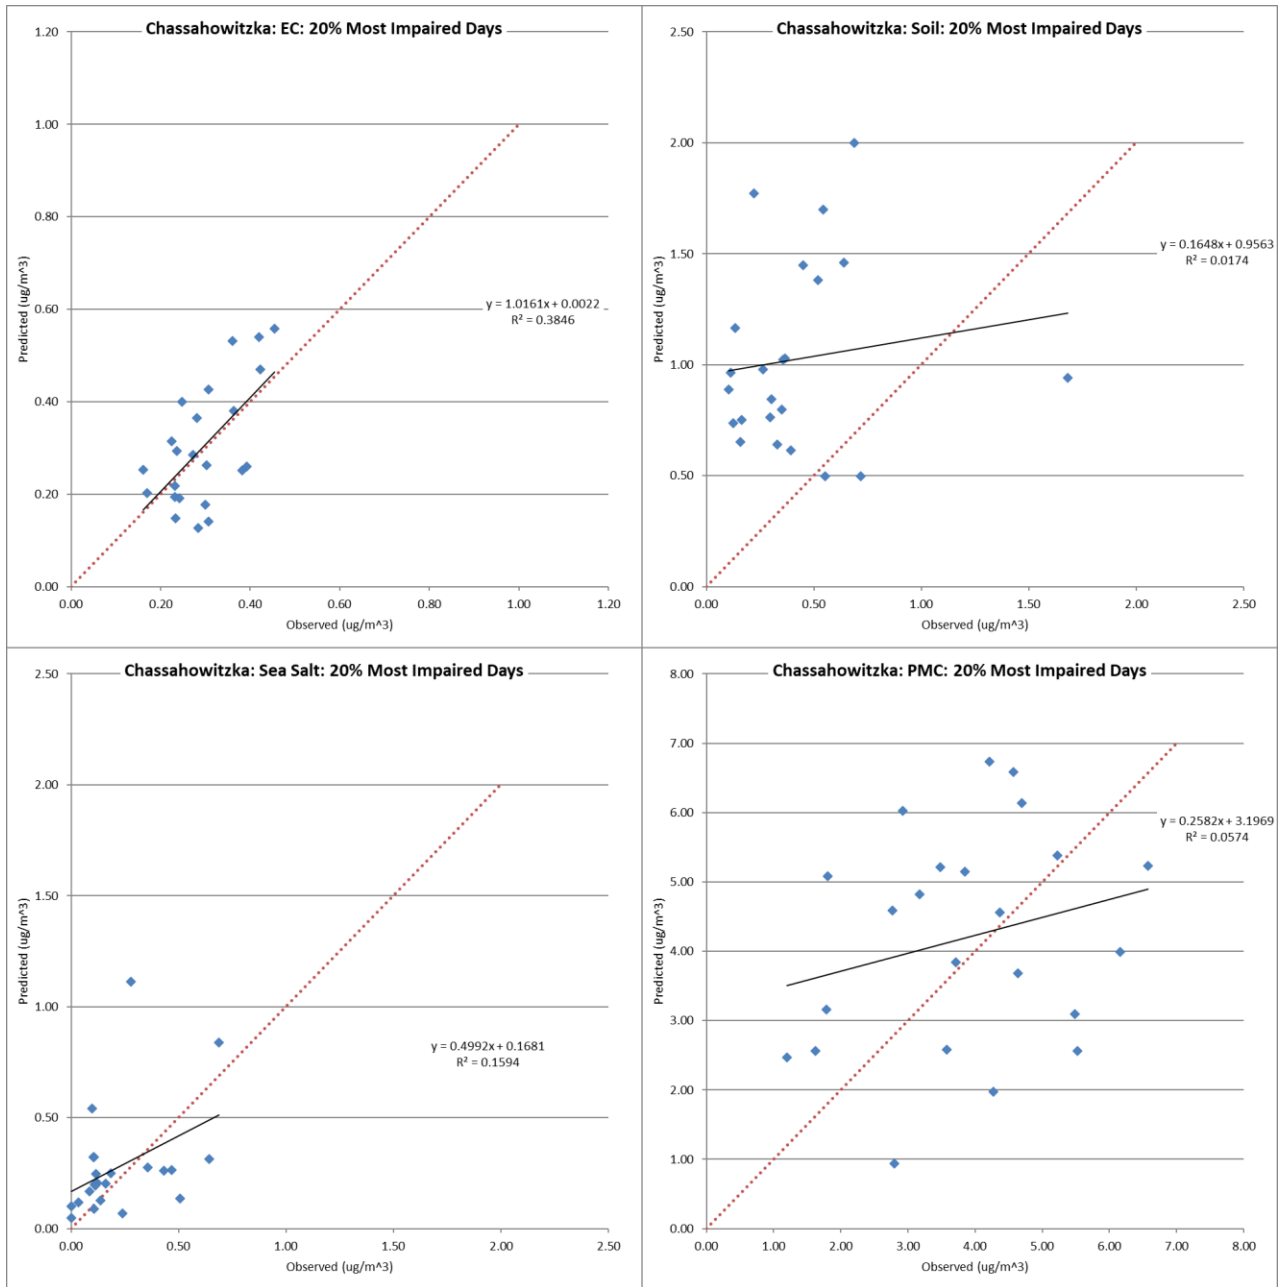 Chassahowitzka: EC: 20% Most Impaired Days
1.20
1.00
0.80
0.60
0.40
0.20
0.00
Predicted (ug/m^3)
y = 1.0161x + 0.0022
R² = 0.3846
0.00 0.20 0.40 0.60 0.80 1.00 1.20
Observed (ug/m^3)
Chassahowitzka: Soil: 20% Most Impaired Days
2.50
2.00
1.50
1.00
0.50
0.00
Predicted (ug/m^3)
y = 0.1648x + 0.9563
R² = 0.0174
0.00 0.50 1.00 1.50 2.00 2.50
Observed (ug/m^3)
Chassahowitzka: Sea Salt: 20% Most Impaired Days
2.50
2.00
1.50
1.00
0.50
0.00
Predicted (ug/m^3)
y = 0.4992x + 0.1681
R² = 0.1594
0.00 0.50 1.00 1.50 2.00 2.50
Observed (ug/m^3)
Chassahowitzka: PMC: 20% Most Impaired Days
8.00
7.00
6.00
5.00
4.00
3.00
2.00
1.00
0.00
Predicted (ug/m^3)
y = 0.2582x + 3.1969
R² = 0.0574
0.00 1.00 2.00 3.00 4.00 5.00 6.00 7.00 8.00
Observed (ug/m^3)